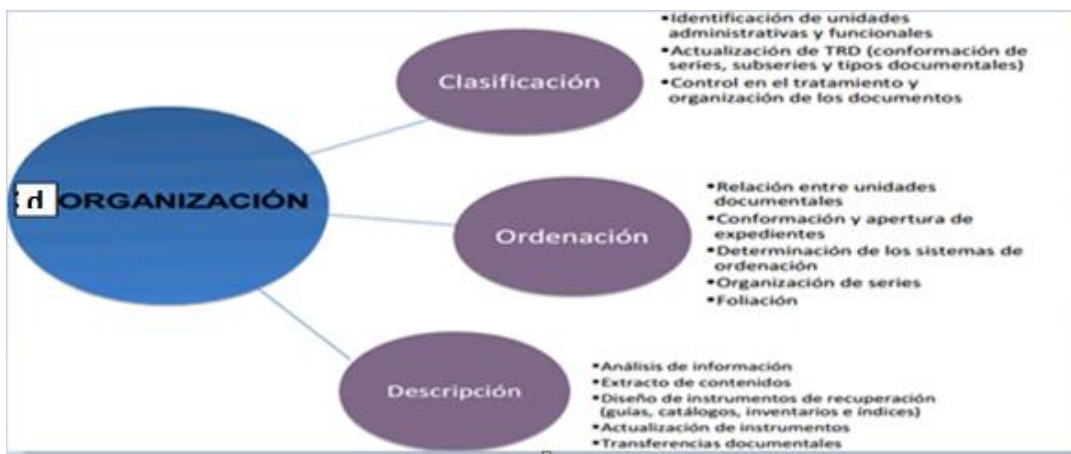 •Identificación de unidades
administrativas y funcionales
•Actualización de TRD (conformación de
series, subseries y tipos documentales)
•Control en el tratamiento y
organización de los documentos
Clasificación
ORGANIZACIÓN
•Relación entre unidades
documentales
•Conformación y apertura de
expedientes
•Determinación de los sistemas de
ordenación
•Organización de series
•Foliación
Ordenación
•Análisis de información
•Extracto de contenidos
•Diseño de instrumentos de recuperación
(guías, catálogos, inventarios e índices)
•Actualización de instrumentos
•Transferencias documentales
Descripción